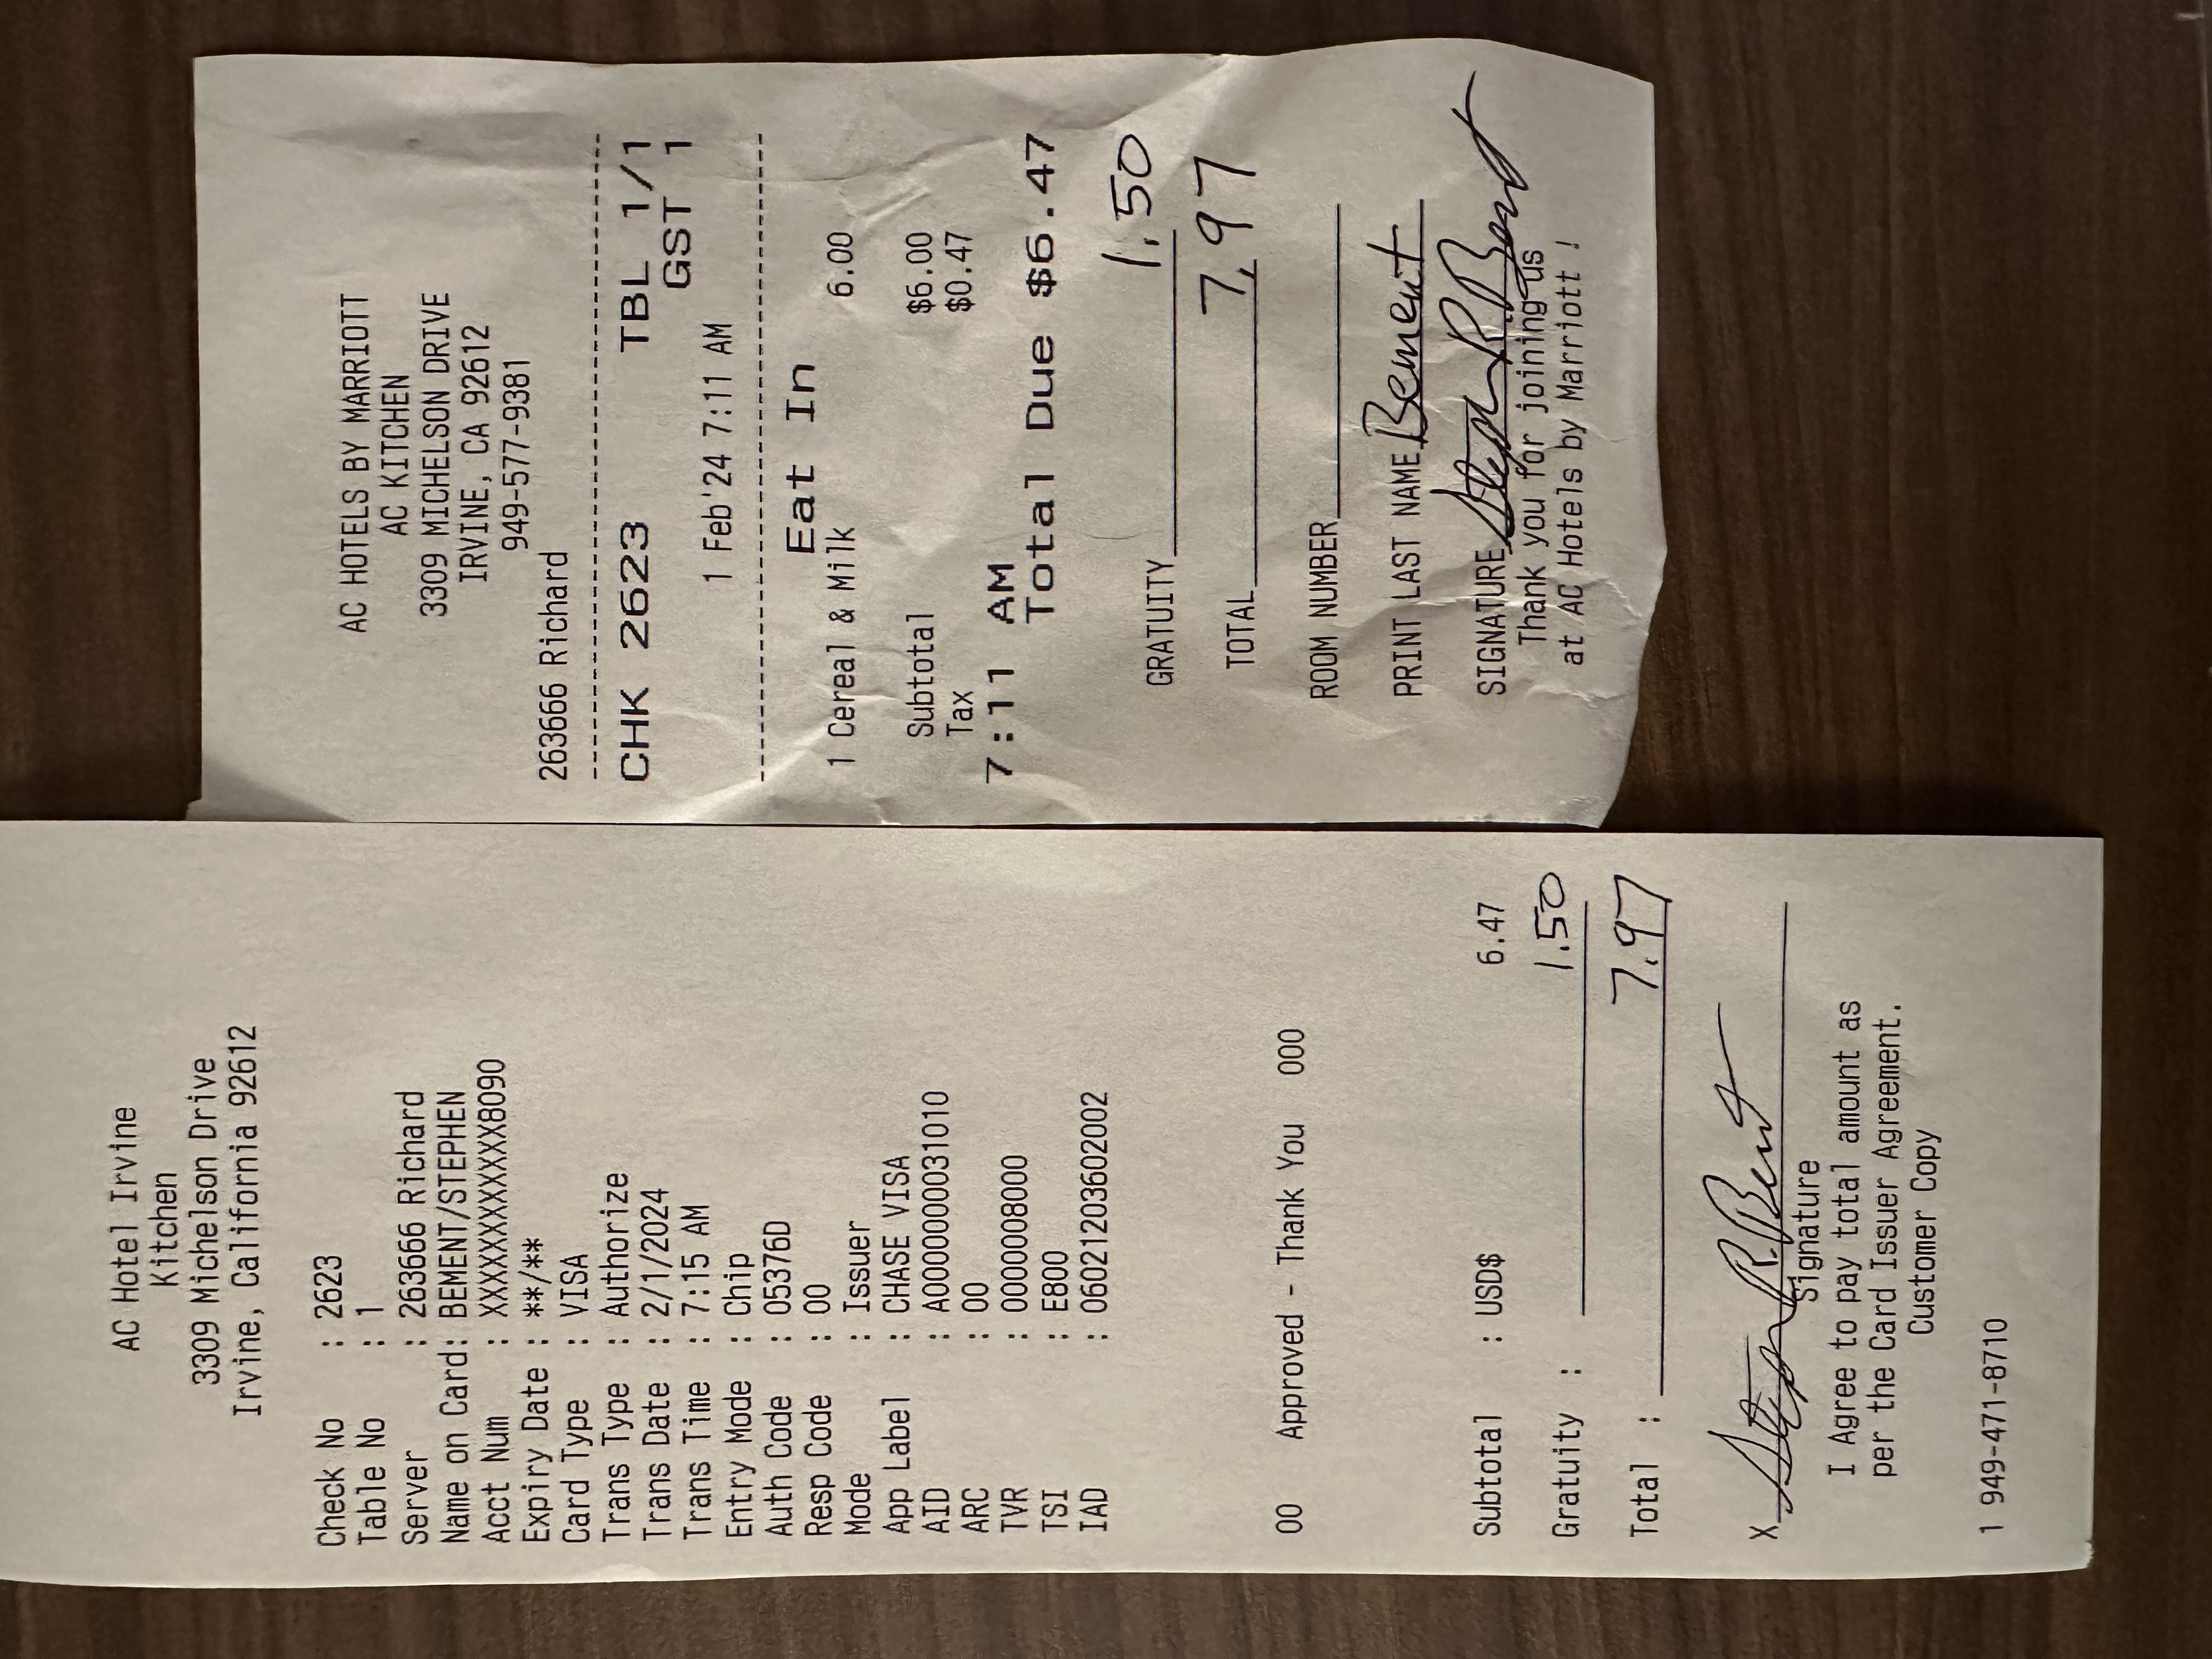 AC Hotel Irvine
Kitchen
3309 Michelson Drive
Irvine, California 92612
Check No : 2623
Table No : 1
Server : 263666 Richard
Name on Card: BEMENT/STEPHEN
Acct Num : XXXXXXXXXXXX8090
Expiry Date : **/**
Card Type : VISA
Trans Type : Authorize
Trans Date : 2/1/2024
Trans Time : 7:15 AM
Entry Mode : Chip
Auth Code : 05376D
Resp Code : 00
Mode : Issuer
App Label : CHASE VISA
AID : A0000000031010
ARC : 00
TVR : 0000008000
TSI : E800
IAD : 06021203602002
00 Approved - Thank You 000
Subtotal : USD$ 6.47
Gratuity : 1.50
Total : 7.97
X Stephen R. Bement
Signature
I Agree to pay total amount as
per the Card Issuer Agreement.
Customer Copy
1 949-471-8710
AC HOTELS BY MARRIOTT
AC KITCHEN
3309 MICHELSON DRIVE
IRVINE, CA 92612
949-577-9381
263666 Richard
CHK 2623 TBL 1/1
GST 1
1 Feb'24 7:11 AM
Eat In
1 Cereal & Milk 6.00
Subtotal $6.00
Tax $0.47
7:11 AM
Total Due $6.47
GRATUITY 1.50
TOTAL 7.97
ROOM NUMBER
PRINT LAST NAME Bement
SIGNATURE Stephen R. Bement
Thank you for joining us
at AC Hotels by Marriott !